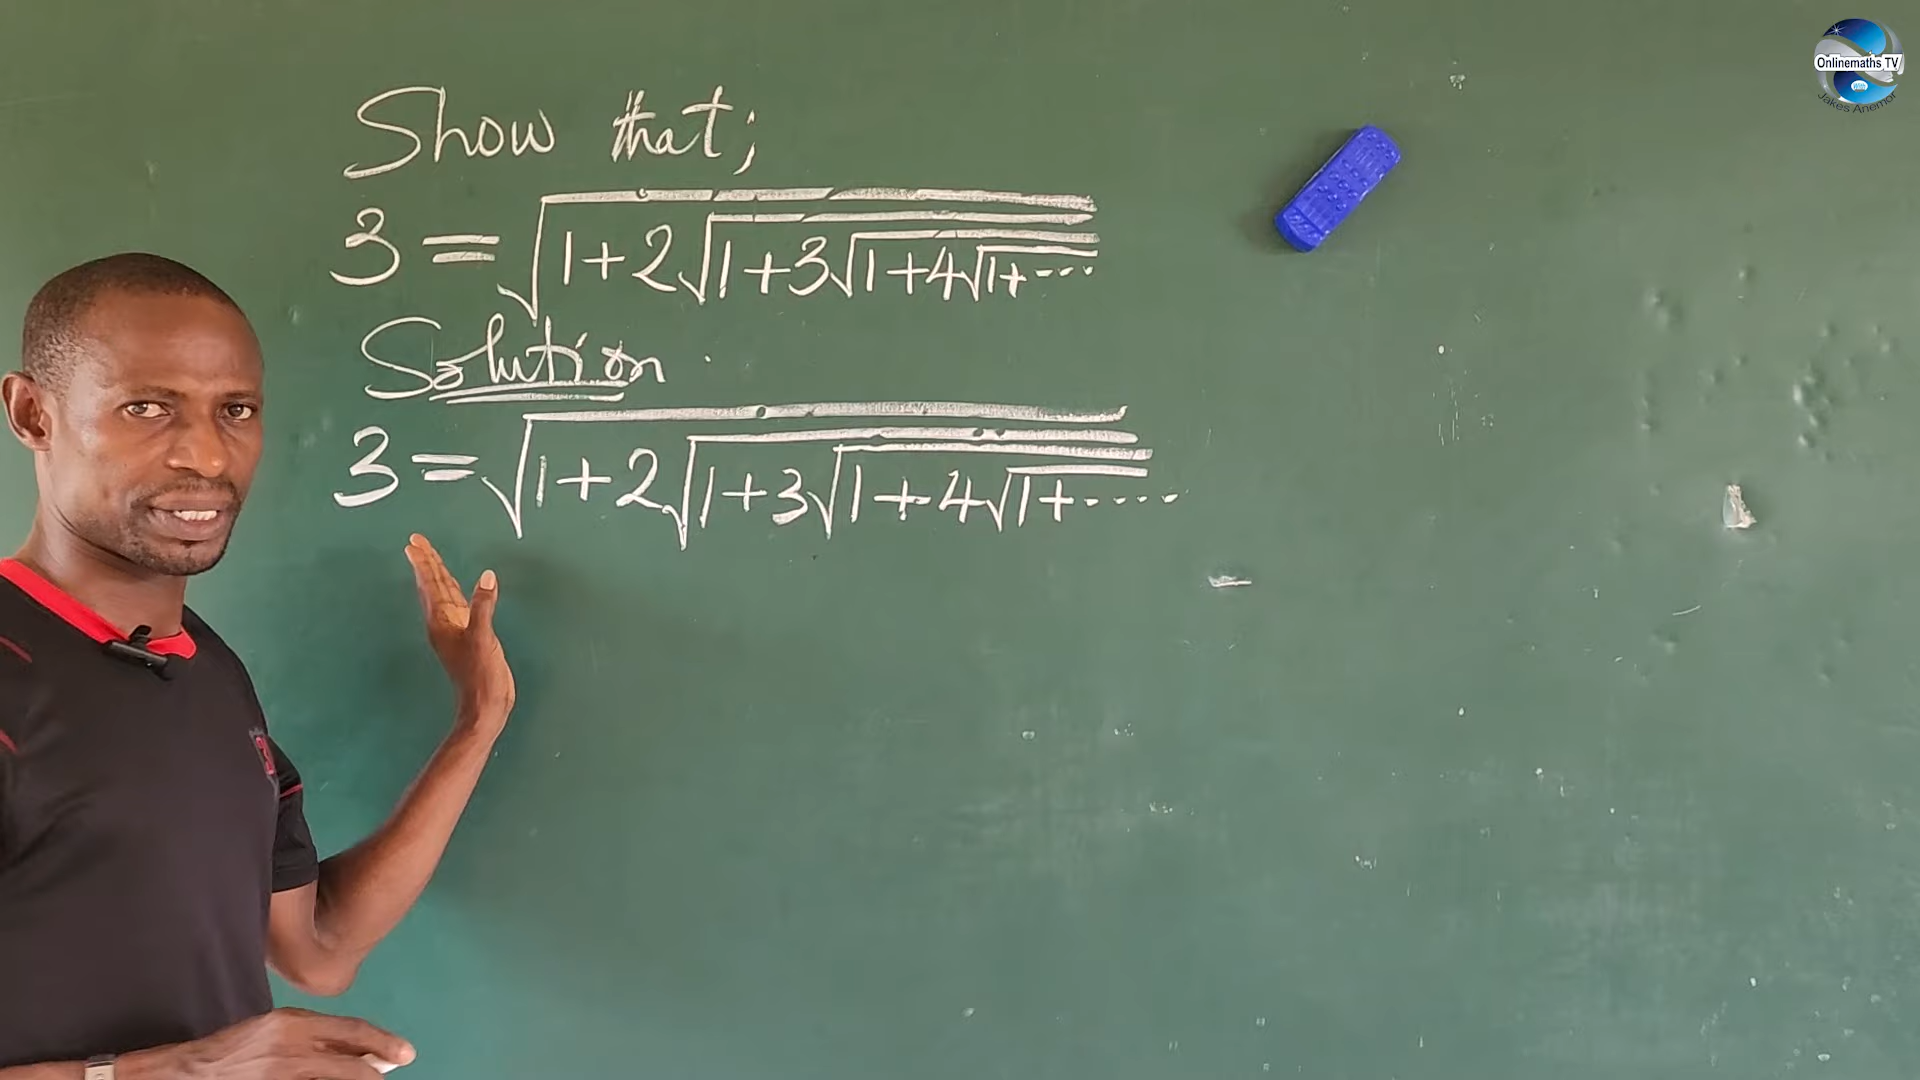 Onlinemaths TV
Jakes Anemor
Show that;
3 = √1+2√1+3√1+4√1+...
Solution
3 = √1+2√1+3√1+4√1+....